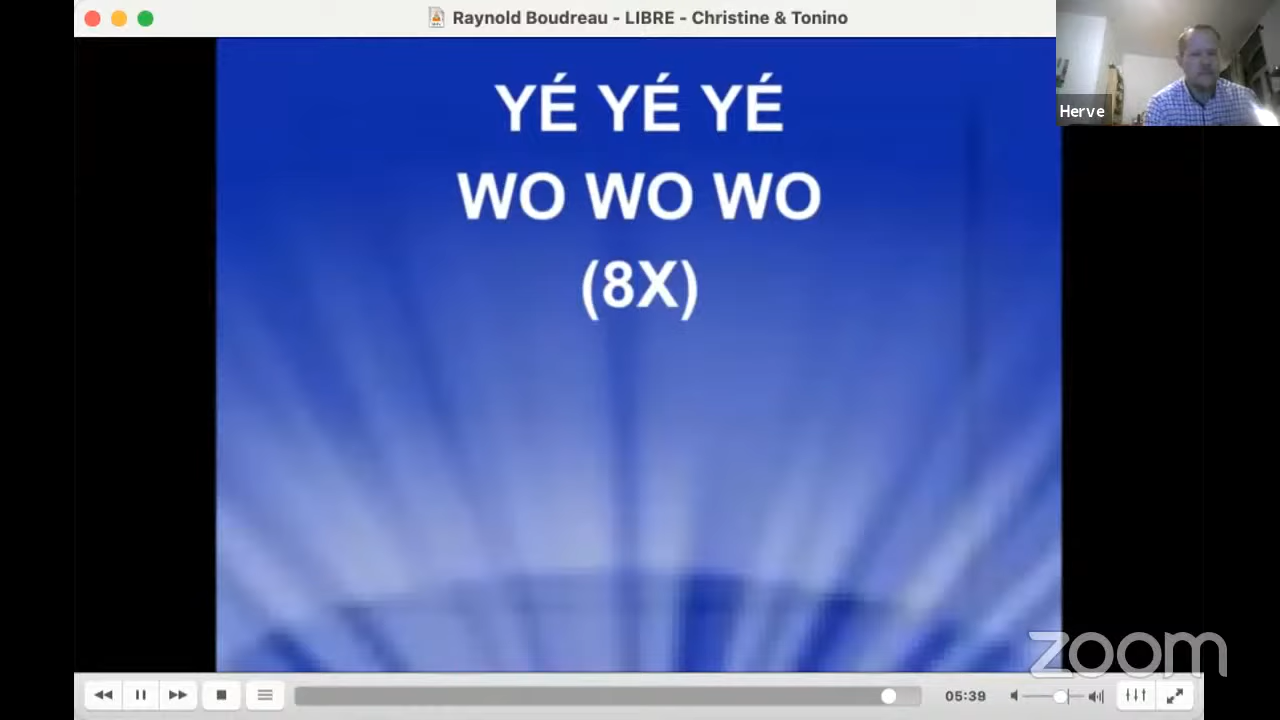 Raynold Boudreau - LIBRE - Christine & Tonino
Herve
YÉ YÉ YÉ
WO WO WO
(8X)
zoom
05:39